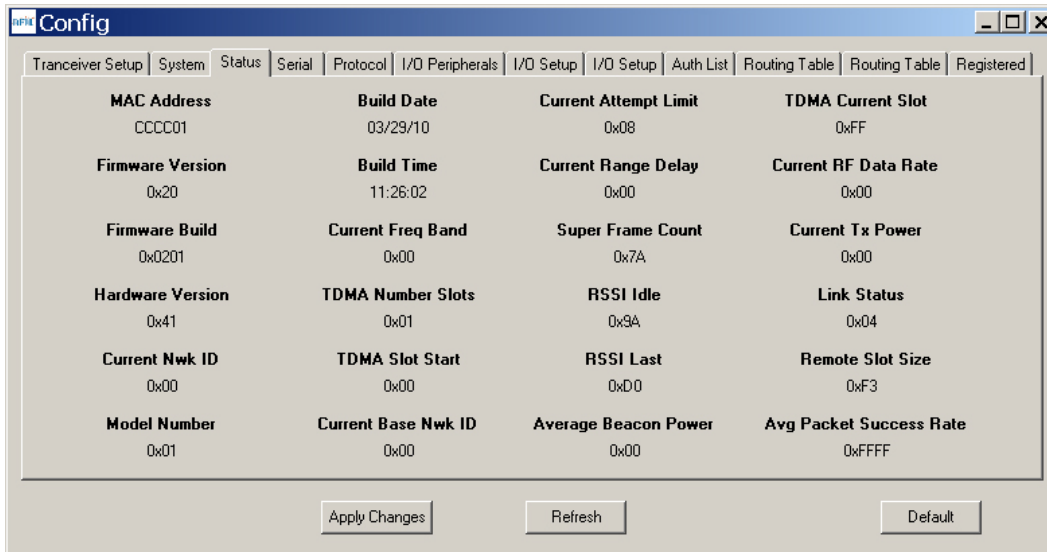 Config
Tranceiver Setup System Status Serial Protocol I/O Peripherals I/O Setup I/O Setup Auth List Routing Table Routing Table Registered
MAC Address Build Date Current Attempt Limit TDMA Current Slot
CCCC01 03/29/10 0x08 0xFF
Firmware Version Build Time Current Range Delay Current RF Data Rate
0x20 11:26:02 0x00 0x00
Firmware Build Current Freq Band Super Frame Count Current Tx Power
0x0201 0x00 0x7A 0x00
Hardware Version TDMA Number Slots RSSI Idle Link Status
0x41 0x01 0x9A 0x04
Current Nwk ID TDMA Slot Start RSSI Last Remote Slot Size
0x00 0x00 0xD0 0xF3
Model Number Current Base Nwk ID Average Beacon Power Avg Packet Success Rate
0x01 0x00 0x00 0xFFFF
Apply Changes Refresh Default